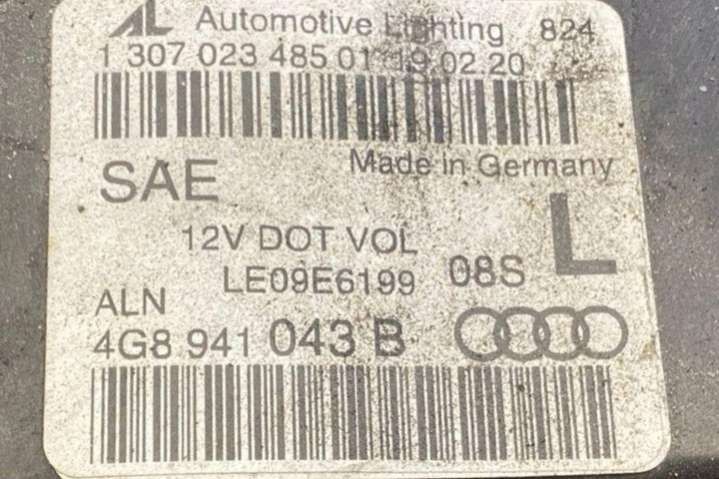 AL Automotive Lighting 824
1 307 023 485 01 19 02 20
SAE Made in Germany
12V DOT VOL L
LE09E6199 08S
ALN
4G8 941 043 B